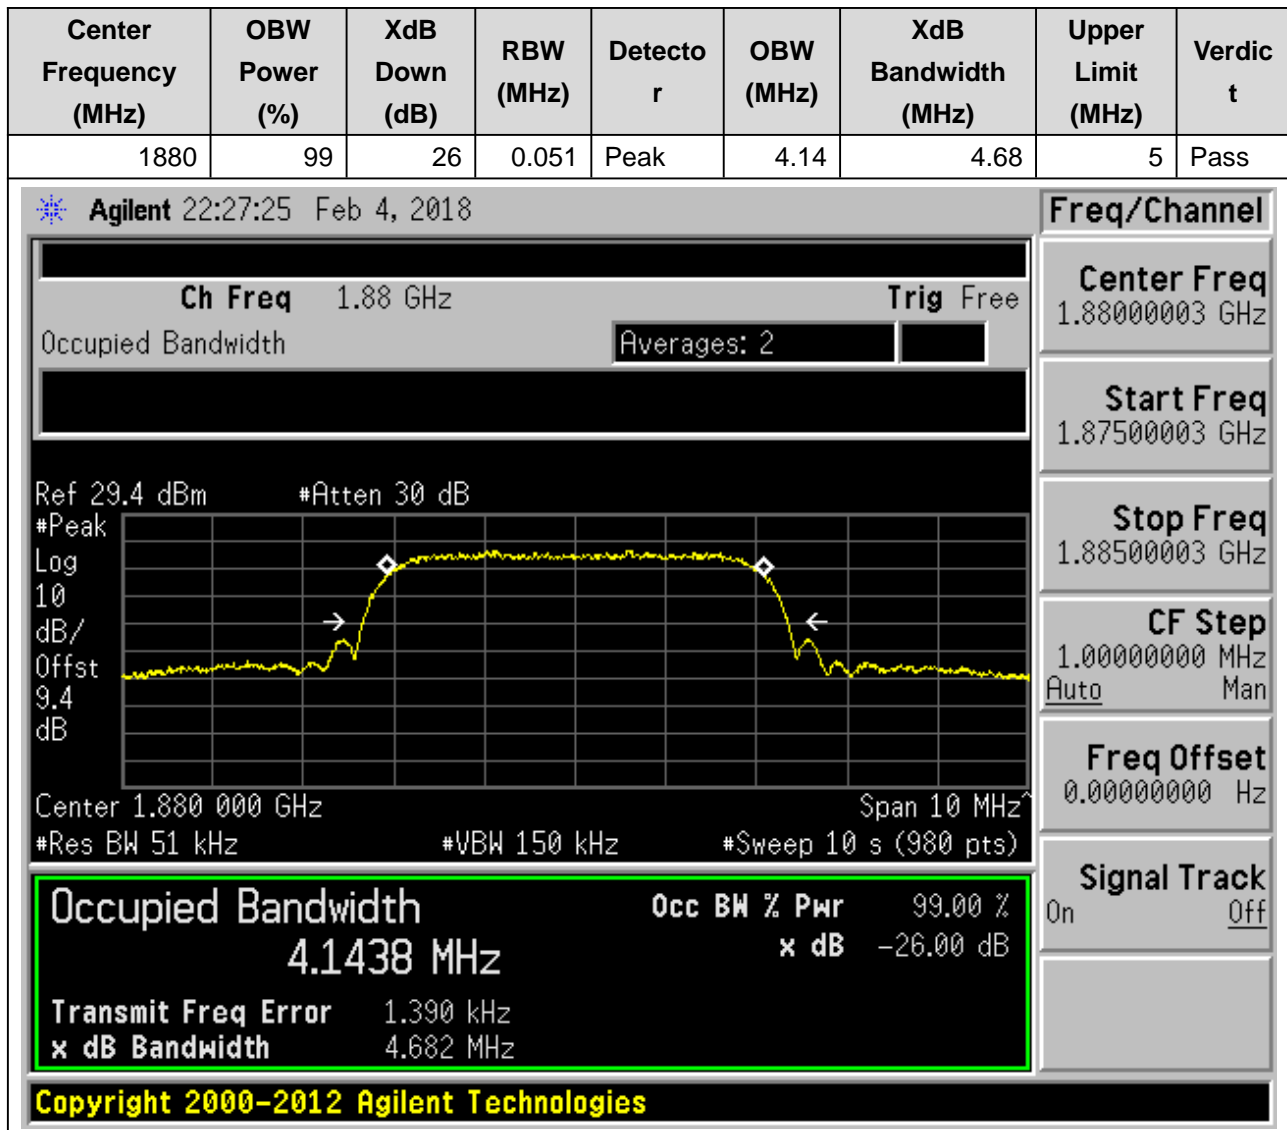 Center Frequency (MHz) OBW Power (%) XdB Down (dB) RBW (MHz) Detector OBW (MHz) XdB Bandwidth (MHz) Upper Limit (MHz) Verdict
1880 99 26 0.051 Peak 4.14 4.68 5 Pass
Agilent 22:27:25 Feb 4, 2018
Freq/Channel
Ch Freq 1.88 GHz Trig Free
Occupied Bandwidth Averages: 2
Center Freq
1.88000003 GHz
Start Freq
1.87500003 GHz
Stop Freq
1.88500003 GHz
CF Step
1.00000000 MHz
Auto Man
Freq Offset
0.00000000 Hz
Signal Track
On Off
Ref 29.4 dBm #Atten 30 dB
#Peak
Log
10
dB/
Offst
9.4
dB
Center 1.880 000 GHz Span 10 MHz^
#Res BW 51 kHz #VBW 150 kHz #Sweep 10 s (980 pts)
Occupied Bandwidth Occ BW % Pwr 99.00 %
4.1438 MHz x dB -26.00 dB
Transmit Freq Error 1.390 kHz
x dB Bandwidth 4.682 MHz
Copyright 2000-2012 Agilent Technologies